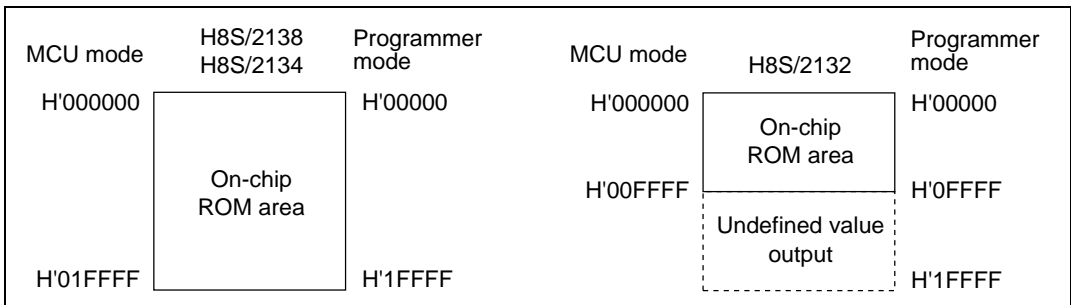 MCU mode
H8S/2138
H8S/2134
Programmer
mode
H'000000
H'00000
On-chip
ROM area
H'01FFFF
H'1FFFF
MCU mode
H8S/2132
Programmer
mode
H'000000
H'00000
On-chip
ROM area
H'00FFFF
H'0FFFF
Undefined value
output
H'1FFFF